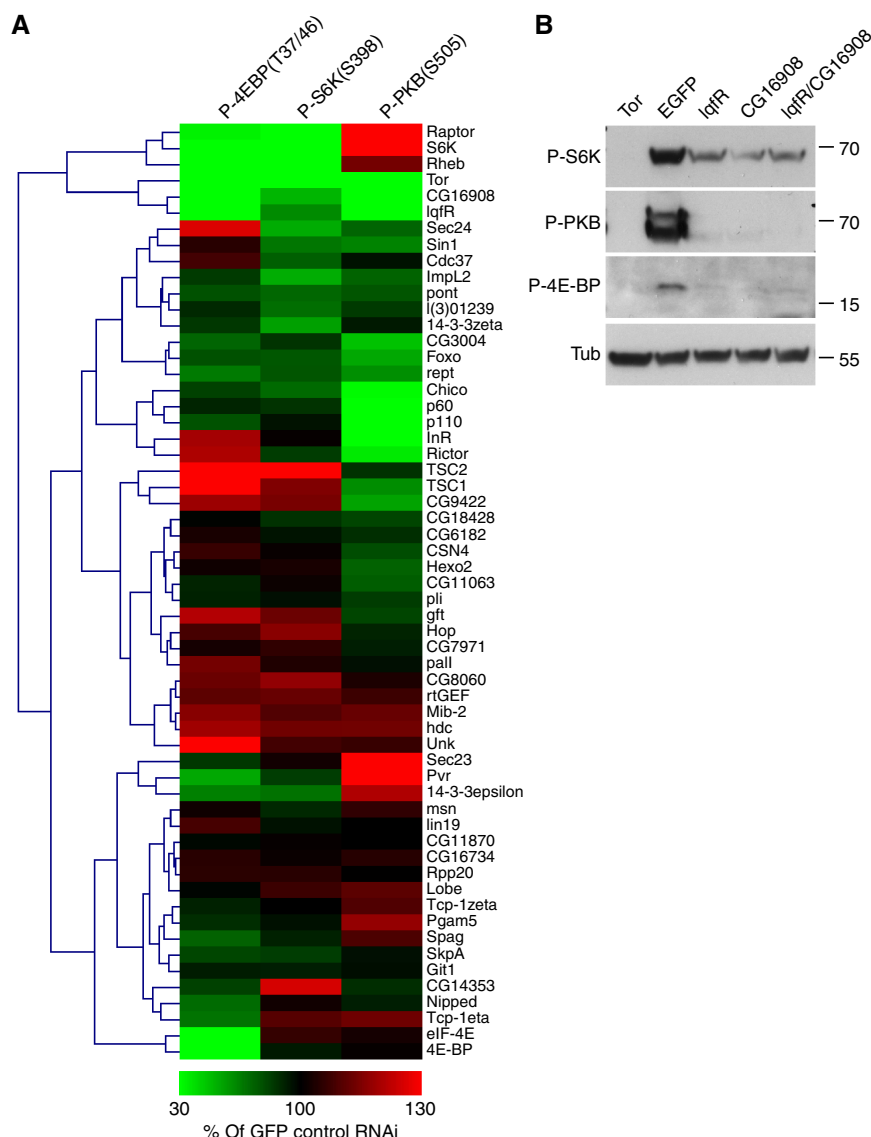 A
P-4EBP(T37/46)
P-S6K(S398)
P-PKB(S505)
Raptor
S6K
Rheb
Tor
CG16908
lqfR
Sec24
Sin1
Cdc37
ImpL2
pont
l(3)01239
14-3-3zeta
CG3004
Foxo
rept
Chico
p60
p110
InR
Rictor
TSC2
TSC1
CG9422
CG18428
CG6182
CSN4
Hexo2
CG11063
pli
gft
Hop
CG7971
pall
CG8060
rtGEF
Mib-2
hdc
Unk
Sec23
Pvr
14-3-3epsilon
msn
lin19
CG11870
CG16734
Rpp20
Lobe
Tcp-1zeta
Pgam5
Spag
SkpA
Git1
CG14353
Nipped
Tcp-1eta
eIF-4E
4E-BP
30 100 130
% Of GFP control RNAi
B
Tor
EGFP
lqfR
CG16908
lqfR/CG16908
P-S6K 70
P-PKB 70
P-4E-BP 15
Tub 55